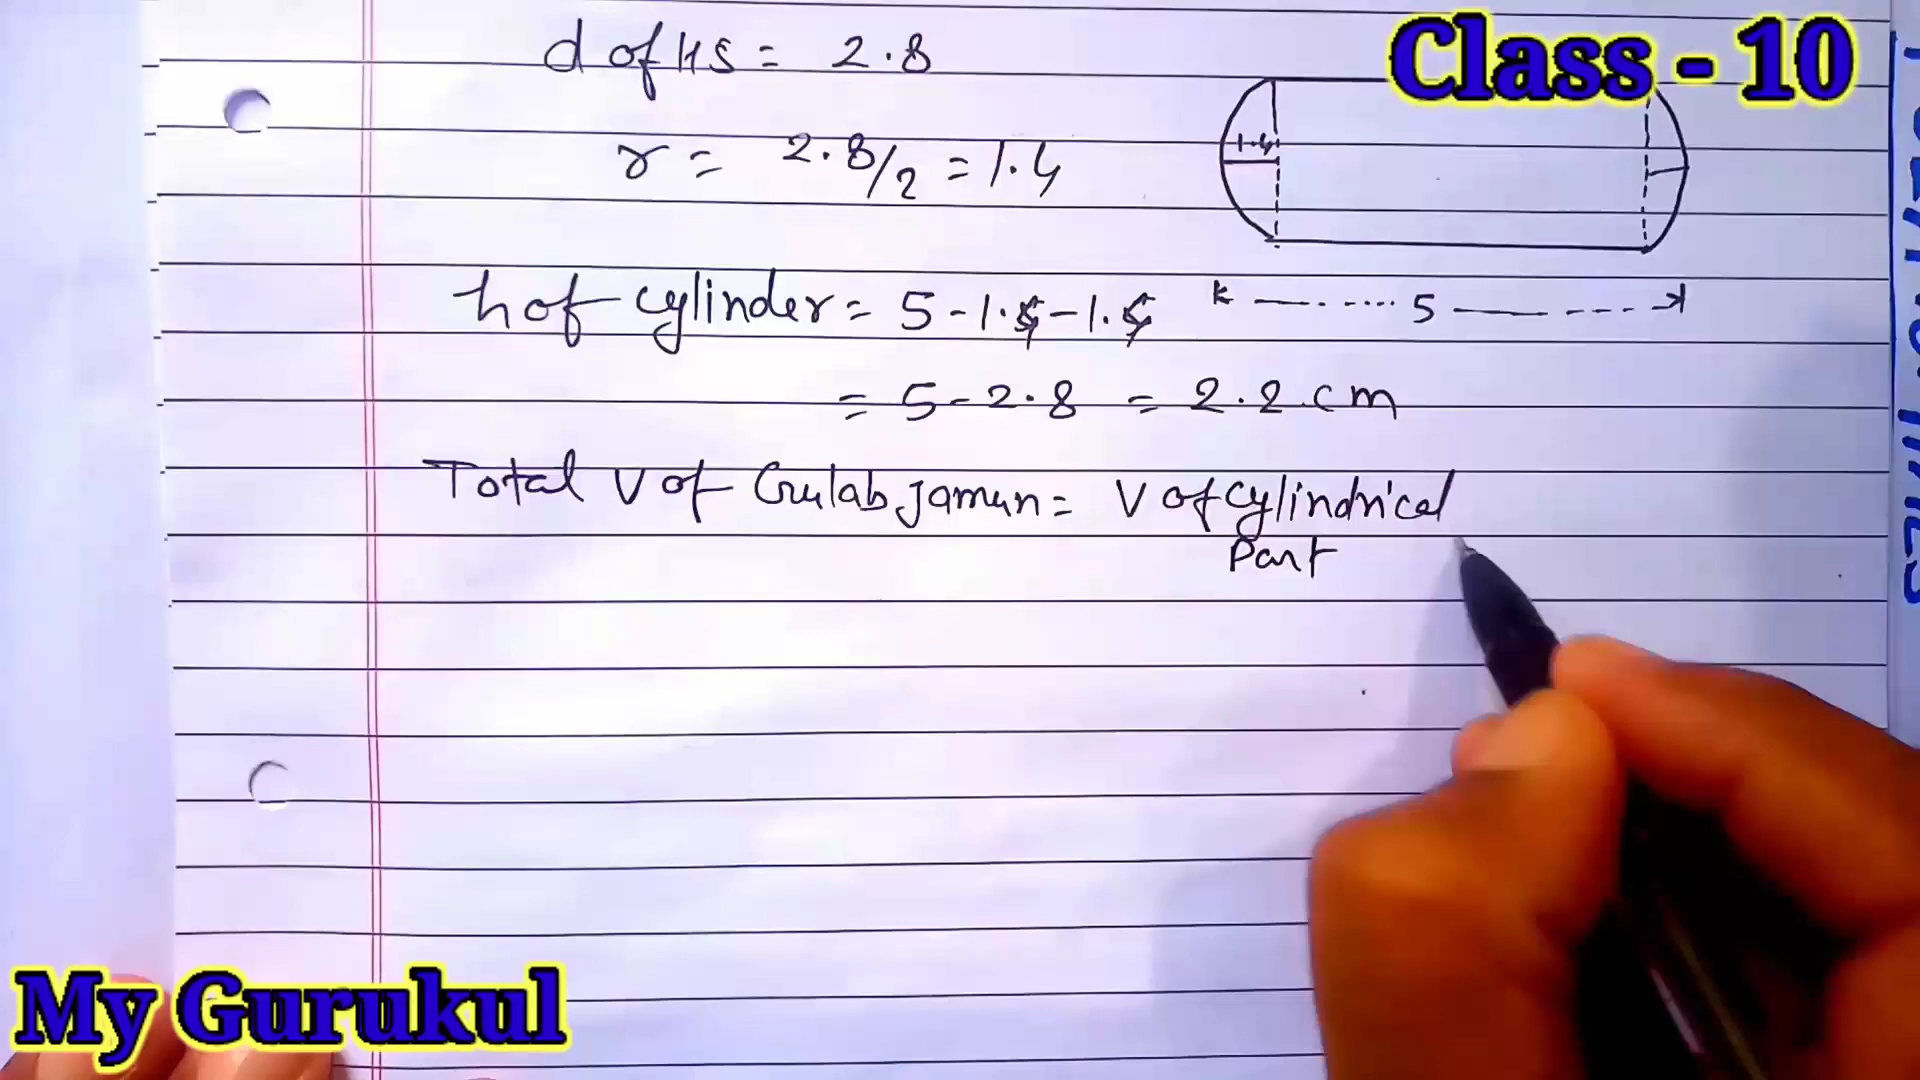 Class - 10
d of HS = 2.8
r = 2.8/2 = 1.4
1.4
h of cylinder = 5 - 1.4 - 1.4
5
= 5 - 2.8 = 2.2 cm
Total V of Gulab jamun = V of cylindrical
Part
My Gurukul